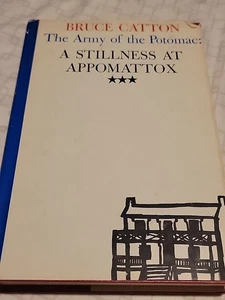 BRUCE CATTON
The Army of the Potomac:
A STILLNESS AT
APPOMATTOX
★★★